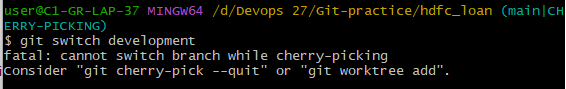 user@C1-GR-LAP-37 MINGW64 /d/Devops 27/Git-practice/hdfc_loan (main|CH
ERRY-PICKING)
$ git switch development
fatal: cannot switch branch while cherry-picking
Consider "git cherry-pick --quit" or "git worktree add".